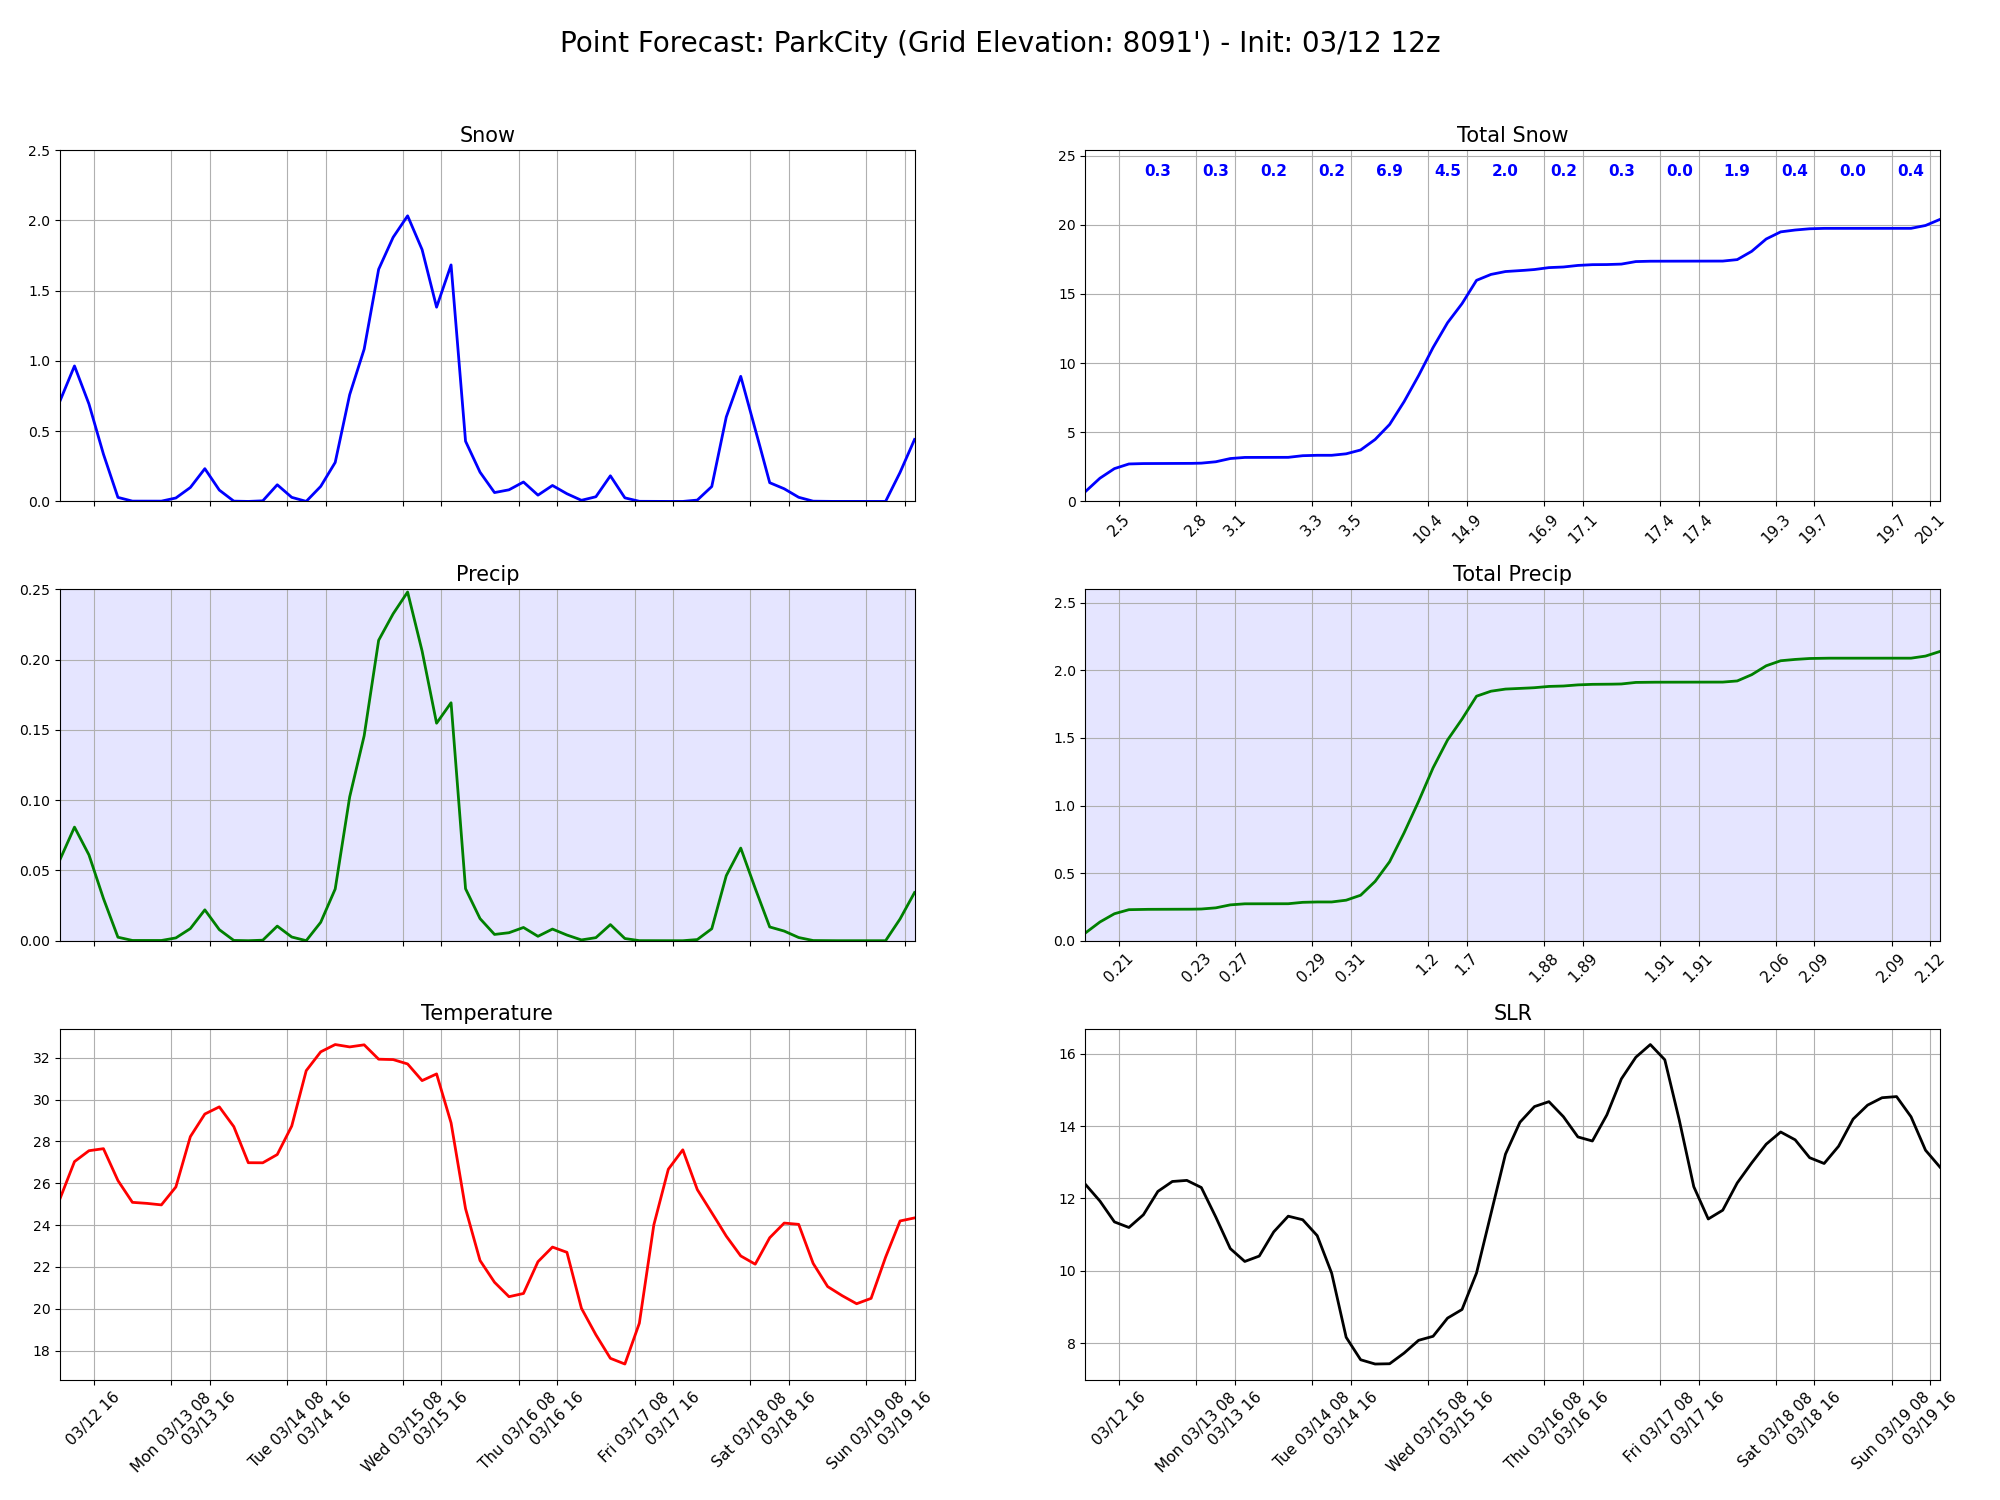 Point Forecast: ParkCity (Grid Elevation: 8091') - Init: 03/12 12z
Snow
2.5
2.0
1.5
1.0
0.5
0.0
Total Snow
25
20
15
10
5
0
0.3 0.3 0.2 0.2 6.9 4.5 2.0 0.2 0.3 0.0 1.9 0.4 0.0 0.4
2.5 2.8 3.1 3.3 3.5 10.4 14.9 16.9 17.1 17.4 17.4 19.3 19.7 19.7 20.1
Precip
0.25
0.20
0.15
0.10
0.05
0.00
Total Precip
2.5
2.0
1.5
1.0
0.5
0.0
0.21 0.23 0.27 0.29 0.31 1.2 1.7 1.88 1.89 1.91 1.91 2.06 2.09 2.09 2.12
Temperature
32
30
28
26
24
22
20
18
03/12 16
Mon 03/13 08
03/13 16
Tue 03/14 08
03/14 16
Wed 03/15 08
03/15 16
Thu 03/16 08
03/16 16
Fri 03/17 08
03/17 16
Sat 03/18 08
03/18 16
Sun 03/19 08
03/19 16
SLR
16
14
12
10
8
03/12 16
Mon 03/13 08
03/13 16
Tue 03/14 08
03/14 16
Wed 03/15 08
03/15 16
Thu 03/16 08
03/16 16
Fri 03/17 08
03/17 16
Sat 03/18 08
03/18 16
Sun 03/19 08
03/19 16